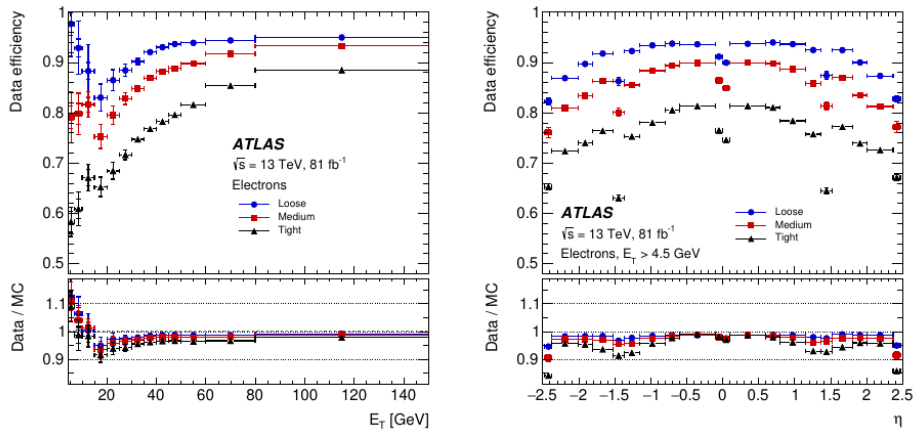 Data efficiency
1
0.9
0.8
0.7
0.6
0.5
ATLAS
√s = 13 TeV, 81 fb⁻¹
Electrons
Loose
Medium
Tight
Data / MC
1.1
1
0.9
20 40 60 80 100 120 140
E_T [GeV]
Data efficiency
1
0.9
0.8
0.7
0.6
0.5
ATLAS
√s = 13 TeV, 81 fb⁻¹
Electrons, E_T > 4.5 GeV
Loose
Medium
Tight
Data / MC
1.1
1
0.9
−2.5 −2 −1.5 −1 −0.5 0 0.5 1 1.5 2 2.5
η